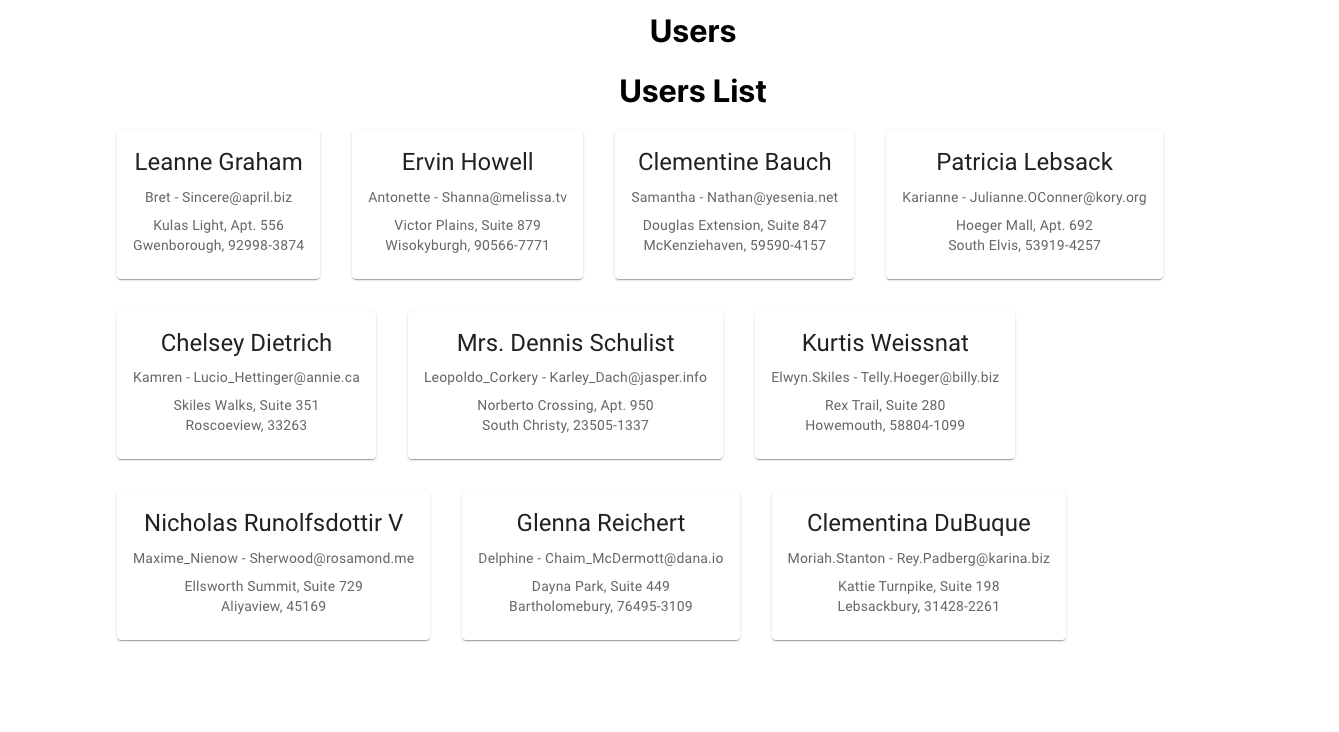 Users
Users List
Leanne Graham
Bret - Sincere@april.biz
Kulas Light, Apt. 556
Gwenborough, 92998-3874
Ervin Howell
Antonette - Shanna@melissa.tv
Victor Plains, Suite 879
Wisokyburgh, 90566-7771
Clementine Bauch
Samantha - Nathan@yesenia.net
Douglas Extension, Suite 847
McKenziehaven, 59590-4157
Patricia Lebsack
Karianne - Julianne.OConner@kory.org
Hoeger Mall, Apt. 692
South Elvis, 53919-4257
Chelsey Dietrich
Kamren - Lucio_Hettinger@annie.ca
Skiles Walks, Suite 351
Roscoeview, 33263
Mrs. Dennis Schulist
Leopoldo_Corkery - Karley_Dach@jasper.info
Norberto Crossing, Apt. 950
South Christy, 23505-1337
Kurtis Weissnat
Elwyn.Skiles - Telly.Hoeger@billy.biz
Rex Trail, Suite 280
Howemouth, 58804-1099
Nicholas Runolfsdottir V
Maxime_Nienow - Sherwood@rosamond.me
Ellsworth Summit, Suite 729
Aliyaview, 45169
Glenna Reichert
Delphine - Chaim_McDermott@dana.io
Dayna Park, Suite 449
Bartholomebury, 76495-3109
Clementina DuBuque
Moriah.Stanton - Rey.Padberg@karina.biz
Kattie Turnpike, Suite 198
Lebsackbury, 31428-2261